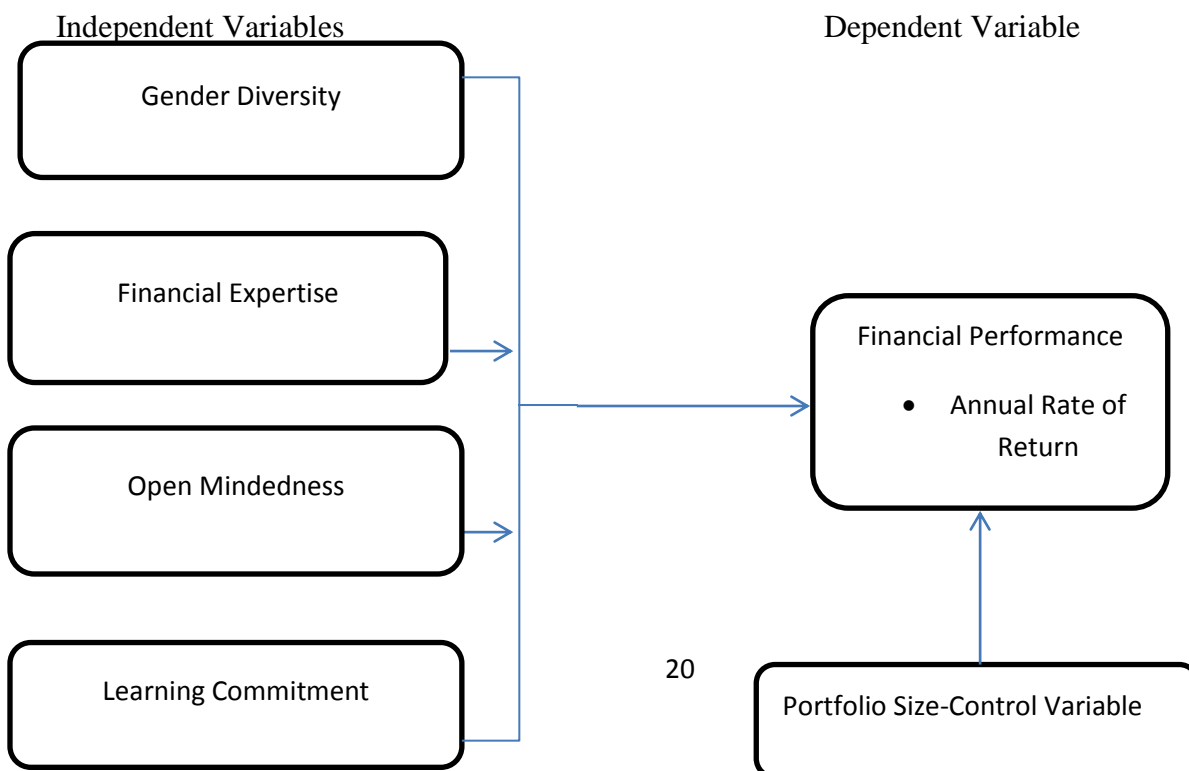 Independent Variables
Dependent Variable
Gender Diversity
Financial Expertise
Financial Performance
• Annual Rate of
Return
Open Mindedness
Learning Commitment
20
Portfolio Size-Control Variable